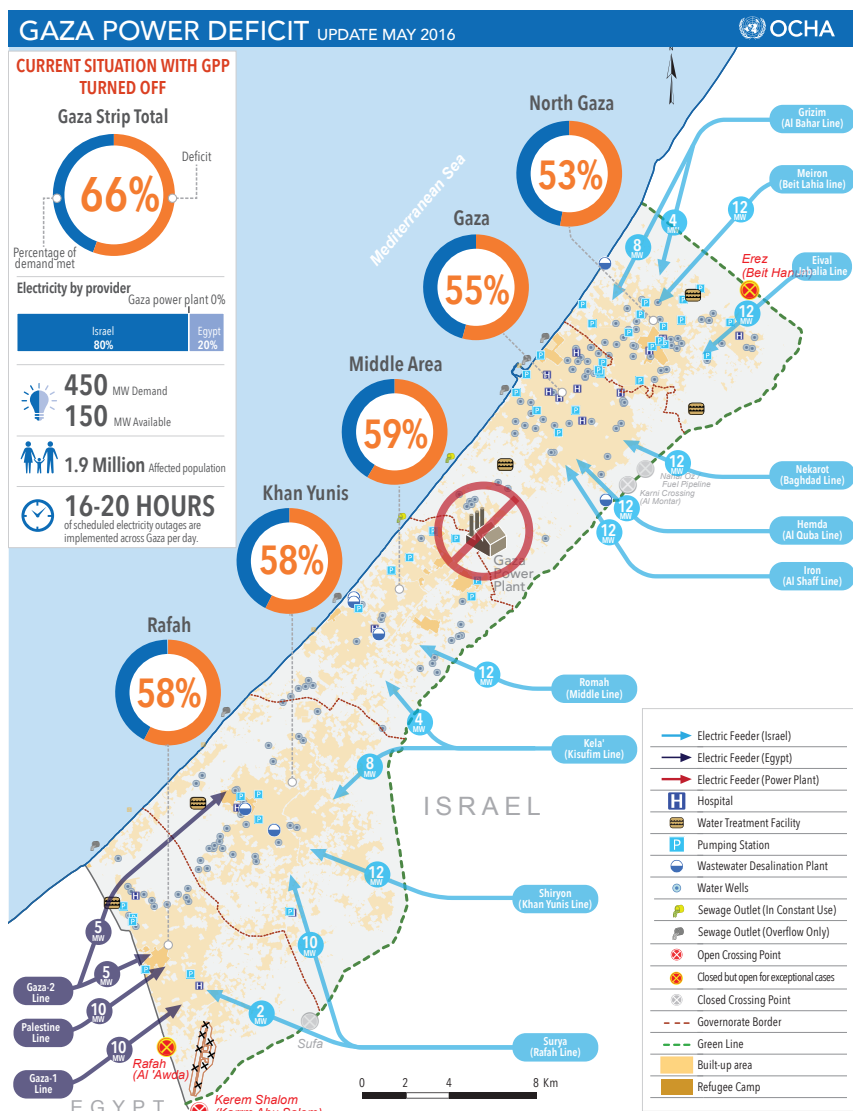 GAZA POWER DEFICIT UPDATE MAY 2016
OCHA
CURRENT SITUATION WITH GPP
TURNED OFF
Gaza Strip Total
Deficit
66%
Percentage of
demand met
Electricity by provider
Gaza power plant 0%
Israel
80%
Egypt
20%
450 MW Demand
150 MW Available
1.9 Million Affected population
16-20 HOURS
of scheduled electricity outages are
implemented across Gaza per day.
N
Mediterranean Sea
North Gaza
53%
Gaza
55%
Middle Area
59%
Khan Yunis
58%
Rafah
58%
Grizim
(Al Bahar Line)
8
MW
4
MW
Meiron
(Beit Lahia line)
12
MW
Erez
(Beit Hanun)
Eival
Jabalia Line
12
MW
Nekarot
(Baghdad Line)
12
MW
Nahal Oz /
Fuel Pipeline
Karni Crossing
(Al Montar)
Hemda
(Al Quba Line)
12
MW
Iron
(Al Shaff Line)
12
MW
Gaza
Power
Plant
Romah
(Middle Line)
12
MW
Kela'
(Kisufim Line)
4
MW
8
MW
ISRAEL
Shiryon
(Khan Yunis Line)
12
MW
Surya
(Rafah Line)
10
MW
2
MW
Sufa
Gaza-2
Line
5
MW
5
MW
Palestine
Line
10
MW
Gaza-1
Line
10
MW
Rafah
(Al 'Awda)
Kerem Shalom
EGYPT
0 2 4 8 Km
Electric Feeder (Israel)
Electric Feeder (Egypt)
Electric Feeder (Power Plant)
H Hospital
Water Treatment Facility
P Pumping Station
Wastewater Desalination Plant
Water Wells
Sewage Outlet (In Constant Use)
Sewage Outlet (Overflow Only)
Open Crossing Point
Closed but open for exceptional cases
Closed Crossing Point
Governorate Border
Green Line
Built-up area
Refugee Camp